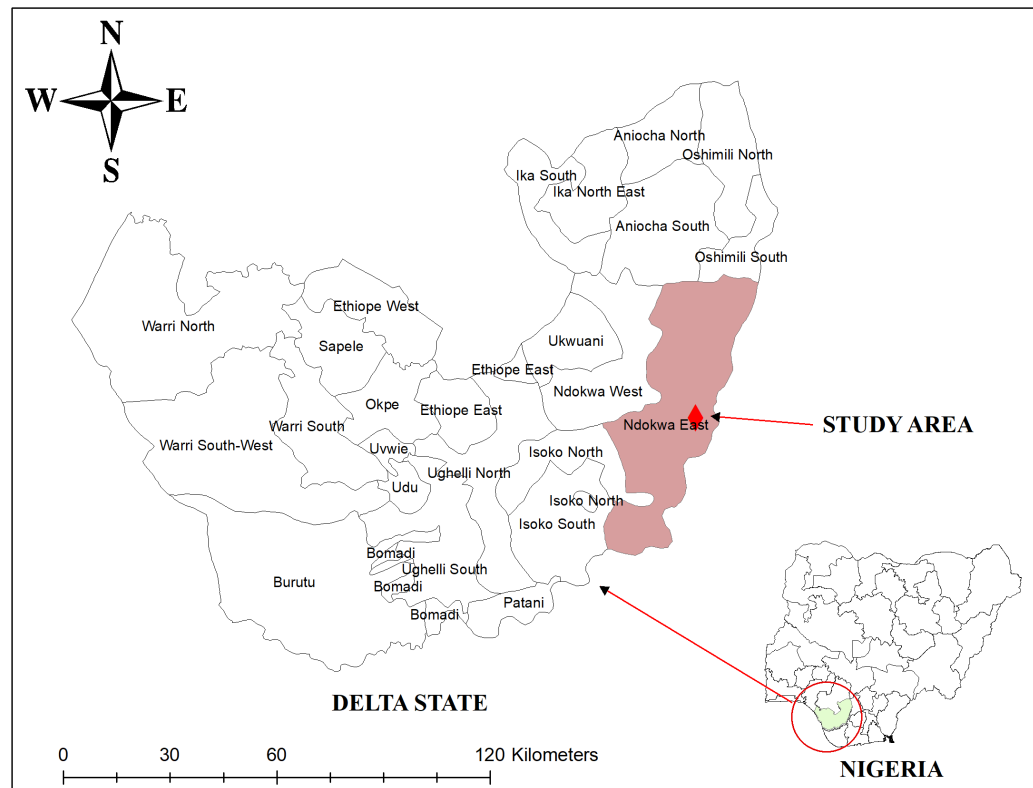 N
W
E
S
Aniocha North
Oshimili North
Ika South
Ika North East
Aniocha South
Oshimili South
Ethiope West
Warri North
Ukwuani
Sapele
Ethiope East
Ndokwa West
Okpe
Ethiope East
Warri South
Ndokwa East
STUDY AREA
Warri South-West
Uvwie
Isoko North
Ughelli North
Udu
Isoko North
Isoko South
Bomadi
Ughelli South
Burutu
Bomadi
Patani
Bomadi
DELTA STATE
0 30 60 120 Kilometers
NIGERIA